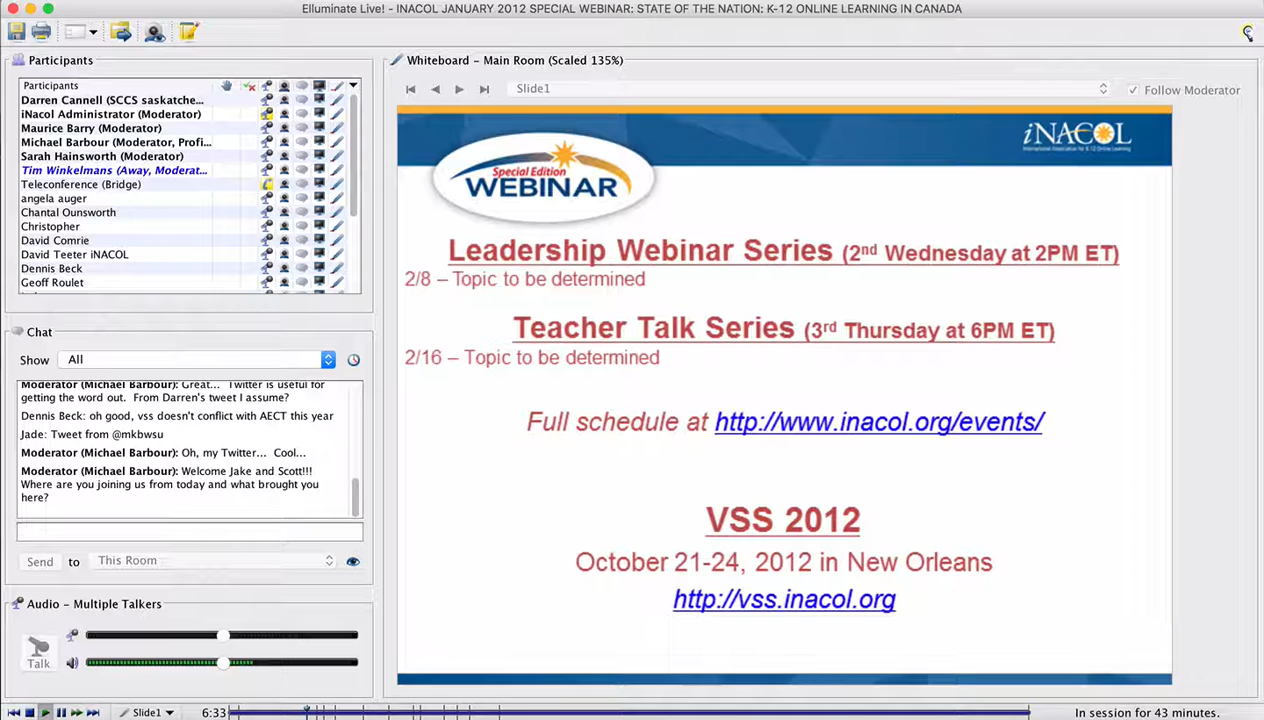 Elluminate Live! - INACOL JANUARY 2012 SPECIAL WEBINAR: STATE OF THE NATION: K-12 ONLINE LEARNING IN CANADA
Participants
Participants
Darren Cannell (SCCS saskatche...
iNacol Administrator (Moderator)
Maurice Barry (Moderator)
Michael Barbour (Moderator, Profi...
Sarah Hainsworth (Moderator)
Tim Winkelmans (Away, Moderat...
Teleconference (Bridge)
angela auger
Chantal Ounsworth
Christopher
David Comrie
David Teeter iNACOL
Dennis Beck
Geoff Roulet
Chat
Show All
Moderator (Michael Barbour): Great... Twitter is useful for
getting the word out. From Darren's tweet I assume?
Dennis Beck: oh good, vss doesn't conflict with AECT this year
Jade: Tweet from @mkbwsu
Moderator (Michael Barbour): Oh, my Twitter... Cool...
Moderator (Michael Barbour): Welcome Jake and Scott!!!
Where are you joining us from today and what brought you
here?
Send to This Room
Audio – Multiple Talkers
Talk
Whiteboard – Main Room (Scaled 135%)
Slide1
Follow Moderator
iNACOL
International Association for K-12 Online Learning
Special Edition
WEBINAR
Leadership Webinar Series (2nd Wednesday at 2PM ET)
2/8 – Topic to be determined
Teacher Talk Series (3rd Thursday at 6PM ET)
2/16 – Topic to be determined
Full schedule at http://www.inacol.org/events/
VSS 2012
October 21-24, 2012 in New Orleans
http://vss.inacol.org
Slide1 6:33
In session for 43 minutes.